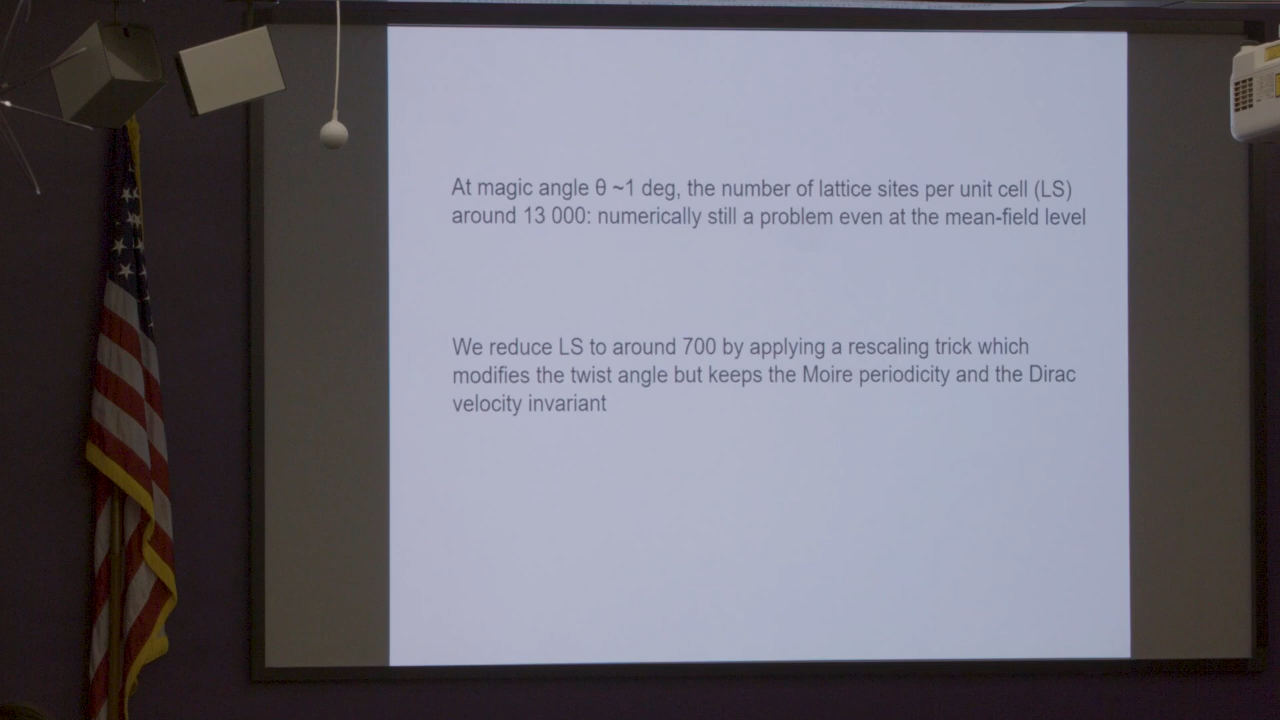 At magic angle θ ~1 deg, the number of lattice sites per unit cell (LS)
around 13 000: numerically still a problem even at the mean-field level
We reduce LS to around 700 by applying a rescaling trick which
modifies the twist angle but keeps the Moire periodicity and the Dirac
velocity invariant